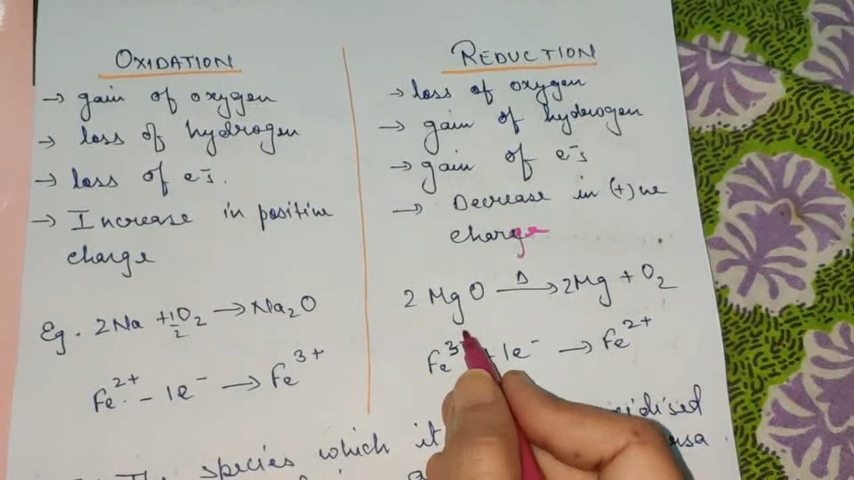 OXIDATION
→ gain of oxygen
→ loss of hydrogen
→ loss of e⁻s.
→ Increase in positive
charge
Eg. 2Na + 1/2 O₂ → Na₂O
Fe²⁺ - 1e⁻ → Fe³⁺
REDUCTION
→ loss of oxygen
→ gain of hydrogen
→ gain of e⁻s
→ Decrease in (+)ve
charge
2 MgO —Δ→ 2Mg + O₂
Fe³⁺ 1e⁻ → Fe²⁺
The species which it